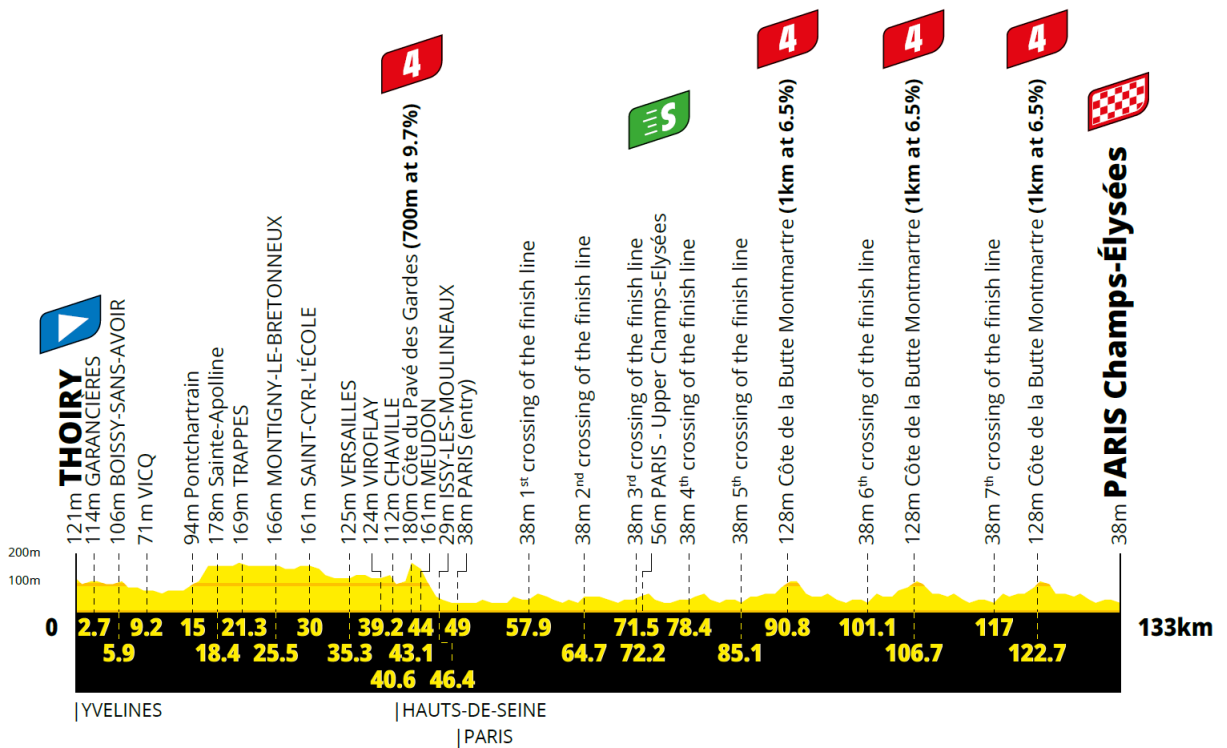 4
4
4
4
S
121m THOIRY
114m GARANCIÈRES
106m BOISSY-SANS-AVOIR
71m VICQ
94m Pontchartrain
178m Sainte-Apolline
169m TRAPPES
166m MONTIGNY-LE-BRETONNEUX
161m SAINT-CYR-L'ÉCOLE
125m VERSAILLES
124m VIROFLAY
112m CHAVILLE
180m Côte du Pavé des Gardes (700m at 9.7%)
161m MEUDON
29m ISSY-LES-MOULINEAUX
38m PARIS (entry)
38m 1st crossing of the finish line
38m 2nd crossing of the finish line
38m 3rd crossing of the finish line
56m PARIS - Upper Champs-Elysées
38m 4th crossing of the finish line
38m 5th crossing of the finish line
128m Côte de la Butte Montmartre (1km at 6.5%)
38m 6th crossing of the finish line
128m Côte de la Butte Montmartre (1km at 6.5%)
38m 7th crossing of the finish line
128m Côte de la Butte Montmartre (1km at 6.5%)
38m PARIS Champs-Élysées
200m
100m
0 2.7 9.2 15 21.3 30 39.2 44 49 57.9 71.5 78.4 90.8 101.1 117 133km
5.9 18.4 25.5 35.3 43.1 64.7 72.2 85.1 106.7 122.7
40.6 46.4
|YVELINES |HAUTS-DE-SEINE
|PARIS